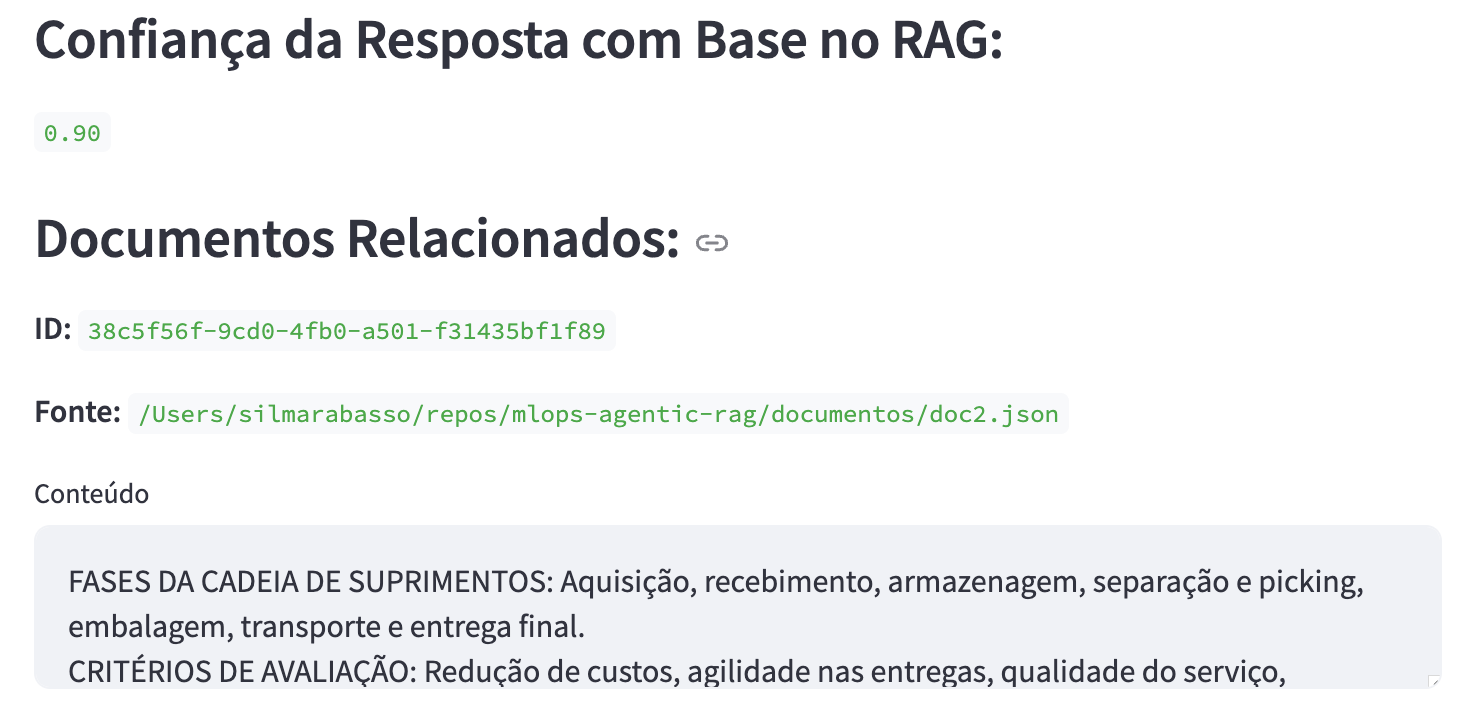 Confiança da Resposta com Base no RAG:
0.90
Documentos Relacionados:
ID: 38c5f56f-9cd0-4fb0-a501-f31435bf1f89
Fonte: /Users/silmarabasso/repos/mlops-agentic-rag/documentos/doc2.json
Conteúdo
FASES DA CADEIA DE SUPRIMENTOS: Aquisição, recebimento, armazenagem, separação e picking,
embalagem, transporte e entrega final.
CRITÉRIOS DE AVALIAÇÃO: Redução de custos, agilidade nas entregas, qualidade do serviço,